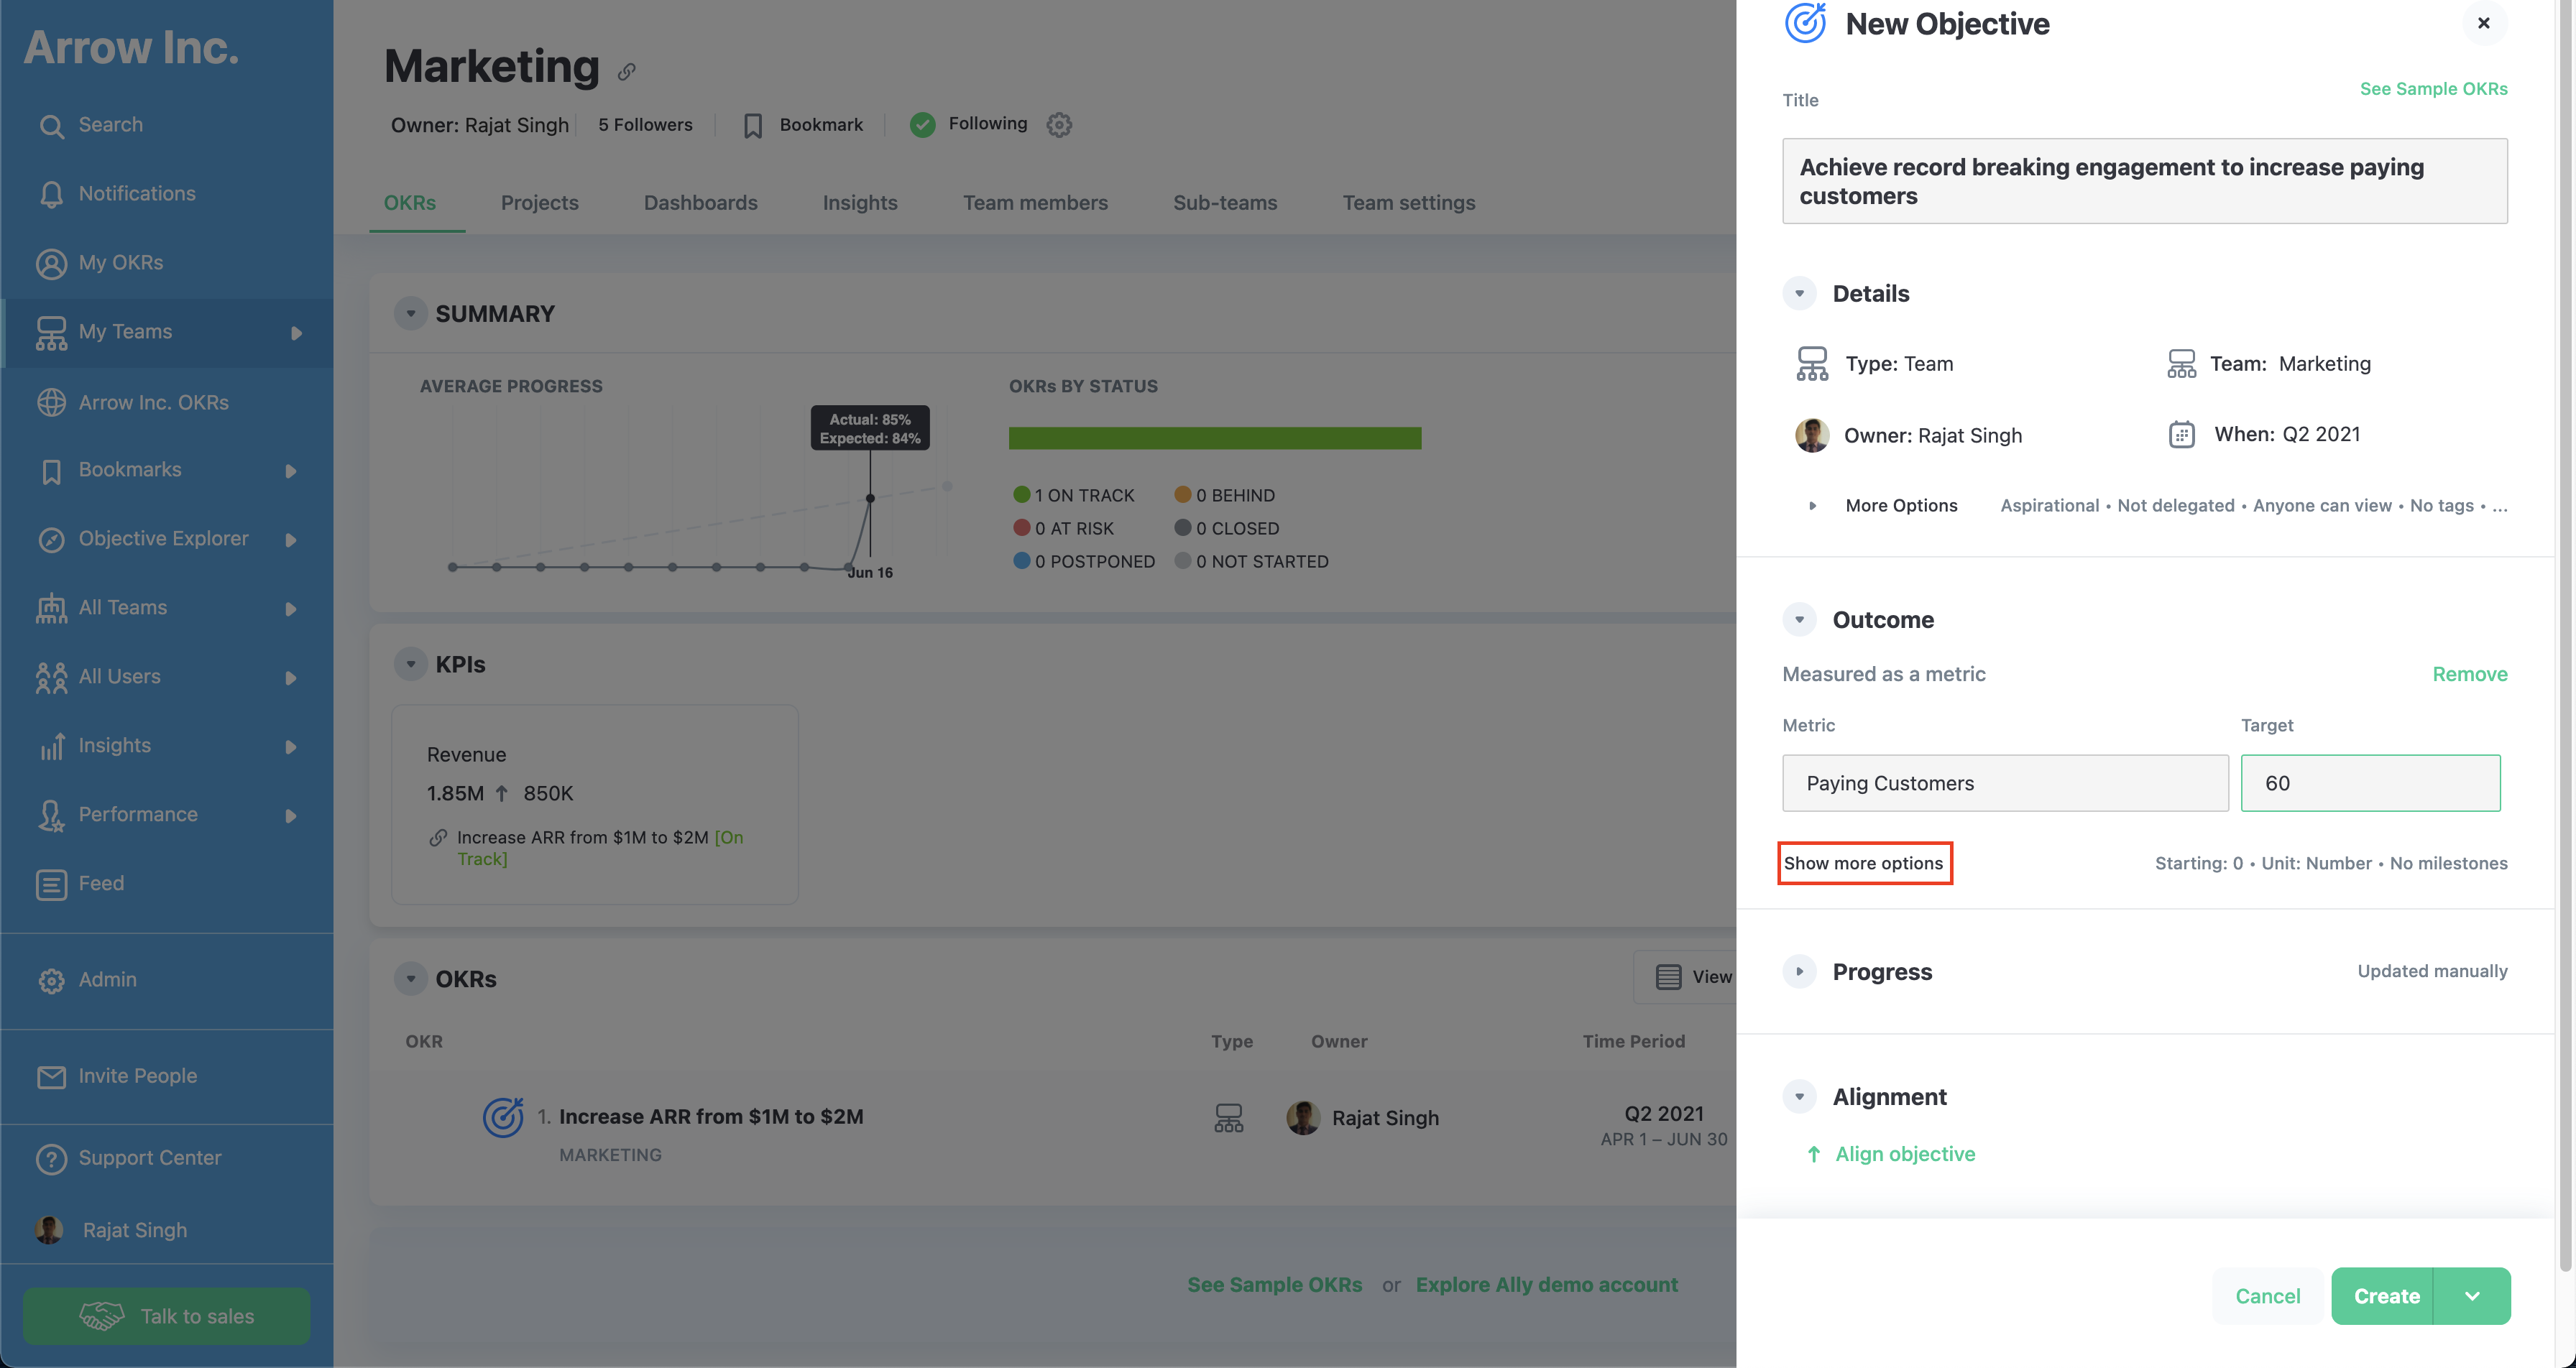 Arrow Inc.
Search
Notifications
My OKRs
My Teams
Arrow Inc. OKRs
Bookmarks
Objective Explorer
All Teams
All Users
Insights
Performance
Feed
Admin
Invite People
Support Center
Rajat Singh
Talk to sales
Marketing
Owner: Rajat Singh 5 Followers Bookmark Following
OKRs Projects Dashboards Insights Team members Sub-teams Team settings
SUMMARY
AVERAGE PROGRESS
Actual: 85%
Expected: 84%
Jun 16
OKRs BY STATUS
1 ON TRACK 0 BEHIND
0 AT RISK 0 CLOSED
0 POSTPONED 0 NOT STARTED
KPIs
Revenue
1.85M 850K
Increase ARR from $1M to $2M [On
Track]
OKRs
View
OKR Type Owner Time Period
1. Increase ARR from $1M to $2M Rajat Singh Q2 2021
MARKETING APR 1 – JUN 30
See Sample OKRs or Explore Ally demo account
New Objective
See Sample OKRs
Title
Achieve record breaking engagement to increase paying
customers
Details
Type: Team Team: Marketing
Owner: Rajat Singh When: Q2 2021
More Options Aspirational • Not delegated • Anyone can view • No tags • ...
Outcome
Measured as a metric Remove
Metric Target
Paying Customers 60
Show more options Starting: 0 • Unit: Number • No milestones
Progress Updated manually
Alignment
Align objective
Cancel Create